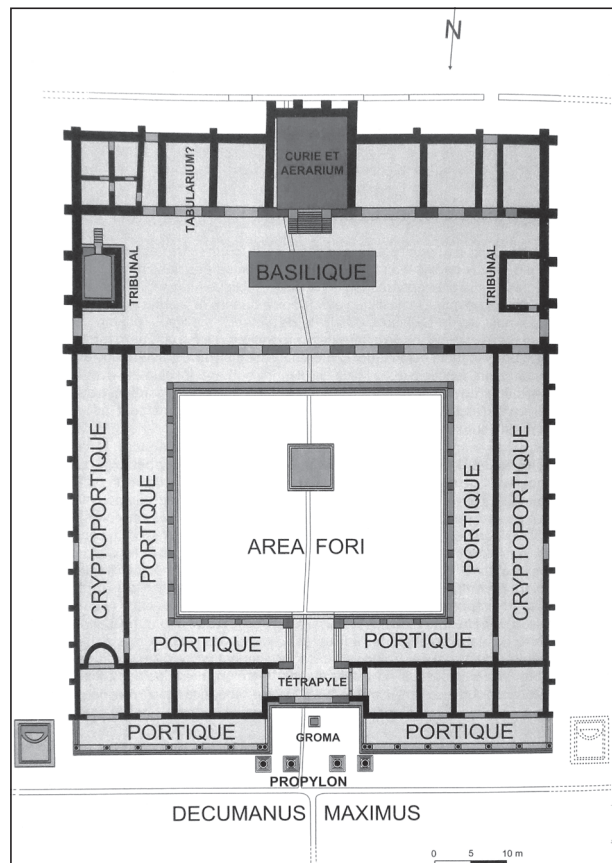 N
CURIE ET
AERARIUM
TABULARIUM?
TRIBUNAL
BASILIQUE
TRIBUNAL
CRYPTOPORTIQUE
PORTIQUE
AREA FORI
PORTIQUE
CRYPTOPORTIQUE
PORTIQUE
PORTIQUE
TÉTRAPYLE
PORTIQUE
GROMA
PORTIQUE
PROPYLON
DECUMANUS MAXIMUS
0 5 10 m